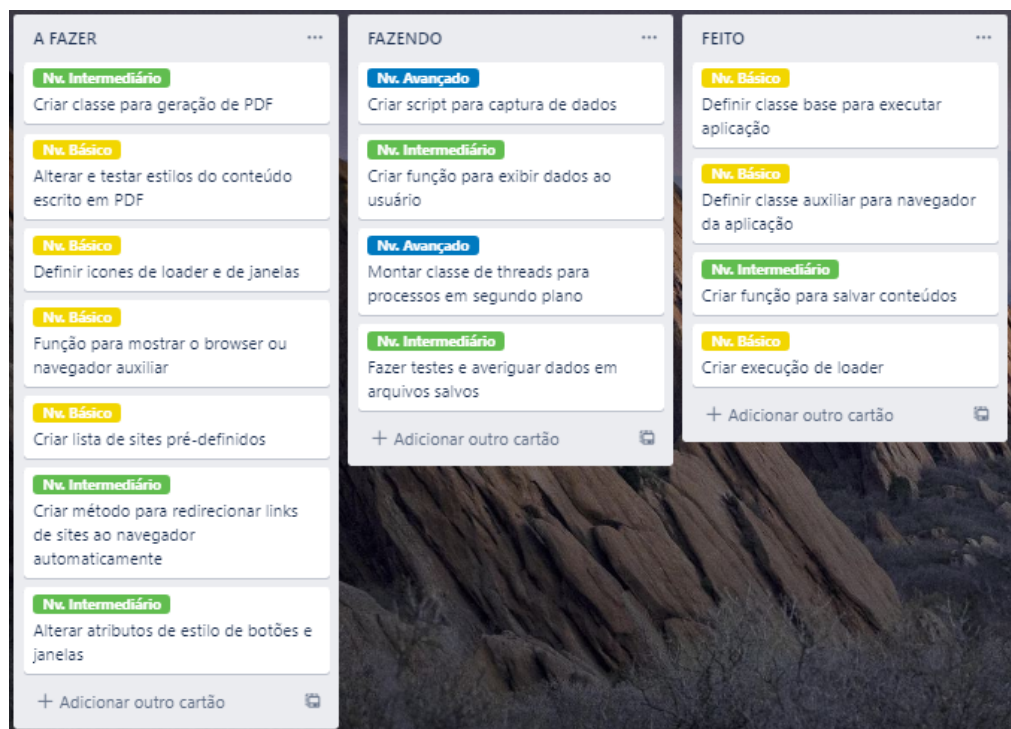 A FAZER
Nv. Intermediário
Criar classe para geração de PDF
Nv. Básico
Alterar e testar estilos do conteúdo
escrito em PDF
Nv. Básico
Definir icones de loader e de janelas
Nv. Básico
Função para mostrar o browser ou
navegador auxiliar
Nv. Básico
Criar lista de sites pré-definidos
Nv. Intermediário
Criar método para redirecionar links
de sites ao navegador
automaticamente
Nv. Intermediário
Alterar atributos de estilo de botões e
janelas
+ Adicionar outro cartão
FAZENDO
Nv. Avançado
Criar script para captura de dados
Nv. Intermediário
Criar função para exibir dados ao
usuário
Nv. Avançado
Montar classe de threads para
processos em segundo plano
Nv. Intermediário
Fazer testes e averiguar dados em
arquivos salvos
+ Adicionar outro cartão
FEITO
Nv. Básico
Definir classe base para executar
aplicação
Nv. Básico
Definir classe auxiliar para navegador
da aplicação
Nv. Intermediário
Criar função para salvar conteúdos
Nv. Básico
Criar execução de loader
+ Adicionar outro cartão